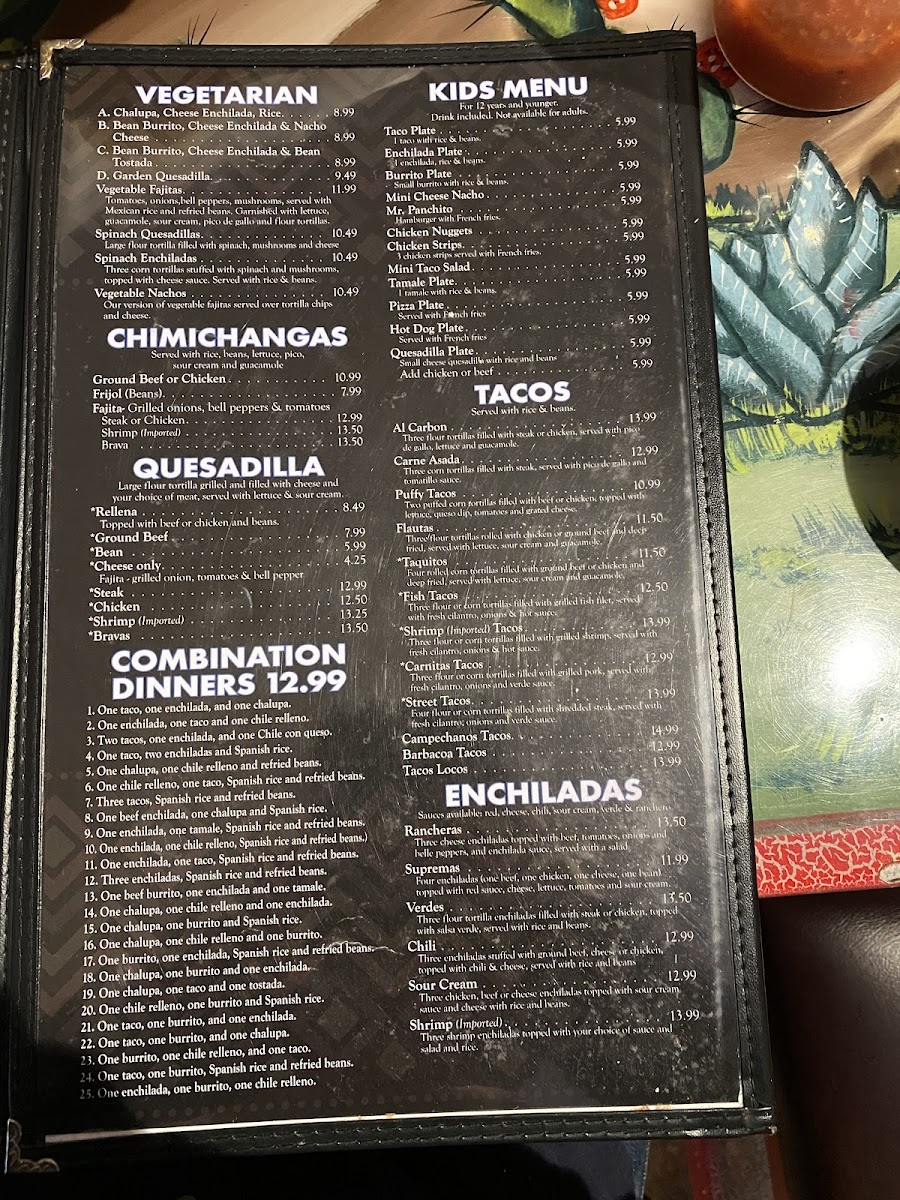 VEGETARIAN
A. Chalupa, Cheese Enchilada, Rice. . . . . . . . 8.99
B. Bean Burrito, Cheese Enchilada & Nacho
Cheese . . . . . . . . . . . . . . . . . . . . . . . 8.99
C. Bean Burrito, Cheese Enchilada & Bean
Tostada . . . . . . . . . . . . . . . . . . . . . . 8.99
D. Garden Quesadilla. . . . . . . . . . . . . . . . 9.49
Vegetable Fajitas. . . . . . . . . . . . . . . . . . 11.99
Tomatoes, onions,bell peppers, mushrooms, served with
Mexican rice and refried beans. Garnished with lettuce,
guacamole, sour cream, pico de gallo and flour tortillas.
Spinach Quesadillas. . . . . . . . . . . . . . . . 10.49
Large flour tortilla filled with spinach, mushrooms and cheese
Spinach Enchiladas . . . . . . . . . . . . . . . . 10.49
Three corn tortillas stuffed with spinach and mushrooms,
topped with cheese sauce. Served with rice & beans.
Vegetable Nachos . . . . . . . . . . . . . . . . . 10.49
Our version of vegetable fajitas served over tortilla chips
and cheese.
CHIMICHANGAS
Served with rice, beans, lettuce, pico,
sour cream and guacamole
Ground Beef or Chicken . . . . . . . . . . . . . 10.99
Frijol (Beans). . . . . . . . . . . . . . . . . . . . 7.99
Fajita- Grilled onions, bell peppers & tomatoes
Steak or Chicken. . . . . . . . . . . . . . . . . 12.99
Shrimp (Imported) . . . . . . . . . . . . . . . . 13.50
Brava . . . . . . . . . . . . . . . . . . . . . . . 13.50
QUESADILLA
Large flour tortilla grilled and filled with cheese and
your choice of meat, served with lettuce & sour cream.
*Rellena . . . . . . . . . . . . . . . . . . . . . . 8.49
Topped with beef or chicken and beans.
*Ground Beef . . . . . . . . . . . . . . . . . . . 7.99
*Bean . . . . . . . . . . . . . . . . . . . . . . . 5.99
*Cheese only. . . . . . . . . . . . . . . . . . . . 4.25
Fajita - grilled onion, tomatoes & bell pepper
*Steak . . . . . . . . . . . . . . . . . . . . . . 12.99
*Chicken . . . . . . . . . . . . . . . . . . . . . 12.50
*Shrimp (Imported) . . . . . . . . . . . . . . . 13.25
*Bravas . . . . . . . . . . . . . . . . . . . . . . 13.50
COMBINATION
DINNERS 12.99
1. One taco, one enchilada, and one chalupa.
2. One enchilada, one taco and one chile relleno.
3. Two tacos, one enchilada, and one Chile con queso.
4. One taco, two enchiladas and Spanish rice.
5. One chalupa, one chile relleno and refried beans.
6. One chile relleno, one taco, Spanish rice and refried beans.
7. Three tacos, Spanish rice and refried beans.
8. One beef enchilada, one chalupa and Spanish rice.
9. One enchilada, one tamale, Spanish rice and refried beans.
10. One enchilada, one chile relleno, Spanish rice and refried beans.)
11. One enchilada, one taco, Spanish rice and refried beans.
12. Three enchiladas, Spanish rice and refried beans.
13. One beef burrito, one enchilada and one tamale.
14. One chalupa, one chile relleno and one enchilada.
15. One chalupa, one burrito and Spanish rice.
16. One chalupa, one chile relleno and one burrito.
17. One burrito, one enchilada, Spanish rice and refried beans.
18. One chalupa, one burrito and one enchilada.
19. One chalupa, one taco and one tostada.
20. One chile relleno, one burrito and Spanish rice.
21. One taco, one burrito, and one enchilada.
22. One taco, one burrito, and one chalupa.
23. One burrito, one chile relleno, and one taco.
24. One taco, one burrito, Spanish rice and refried beans.
25. One enchilada, one burrito, one chile relleno.
KIDS MENU
For 12 years and younger.
Drink included. Not available for adults.
Taco Plate . . . . . . . . . . . . . . . . . . . . 5.99
1 taco with rice & beans.
Enchilada Plate . . . . . . . . . . . . . . . . . 5.99
1 enchilada, rice & beans.
Burrito Plate . . . . . . . . . . . . . . . . . . 5.99
Small burrito with rice & beans.
Mini Cheese Nacho . . . . . . . . . . . . . . . 5.99
Mr. Panchito . . . . . . . . . . . . . . . . . . 5.99
Hamburger with French fries.
Chicken Nuggets . . . . . . . . . . . . . . . . 5.99
Chicken Strips. . . . . . . . . . . . . . . . . . 5.99
3 chicken strips served with French fries.
Mini Taco Salad . . . . . . . . . . . . . . . . 5.99
Tamale Plate. . . . . . . . . . . . . . . . . . . 5.99
1 tamale with rice & beans.
Pizza Plate . . . . . . . . . . . . . . . . . . . 5.99
Served with French fries
Hot Dog Plate. . . . . . . . . . . . . . . . . . 5.99
Served with French fries
Quesadilla Plate . . . . . . . . . . . . . . . . 5.99
Small cheese quesadilla with rice and beans
Add chicken or beef . . . . . . . . . . . . . . 5.99
TACOS
Served with rice & beans.
Al Carbon . . . . . . . . . . . . . . . . . . . . 13.99
Three flour tortillas filled with steak or chicken, served with pico
de gallo, lettuce and guacamole.
Carne Asada. . . . . . . . . . . . . . . . . . . 12.99
Three corn tortillas filled with steak, served with pico de gallo and
tomatillo sauce.
Puffy Tacos . . . . . . . . . . . . . . . . . . . 10.99
Two puffed corn tortillas filled with beef or chicken, topped with
lettuce, queso dip, tomatoes and grated cheese.
Flautas . . . . . . . . . . . . . . . . . . . . . 11.50
Three flour tortillas rolled with chicken or ground beef and deep
fried, served with lettuce, sour cream and guacamole.
*Taquitos . . . . . . . . . . . . . . . . . . . . 11.50
Four rolled corn tortillas filled with ground beef or chicken and
deep fried, served with lettuce, sour cream and guacamole.
*Fish Tacos . . . . . . . . . . . . . . . . . . . 12.50
Three flour or corn tortillas filled with grilled fish filet, served
with fresh cilantro, onions & hot sauce.
*Shrimp (Imported) Tacos. . . . . . . . . . . . 13.99
Three flour or corn tortillas filled with grilled shrimp, served with
fresh cilantro, onions & hot sauce.
*Carnitas Tacos . . . . . . . . . . . . . . . . . 12.99
Three flour or corn tortillas filled with grilled pork, served with
fresh cilantro, onions and verde sauce.
*Street Tacos. . . . . . . . . . . . . . . . . . . 13.99
Four flour or corn tortillas filled with shredded steak, served with
fresh cilantro, onions and verde sauce.
Campechanos Tacos. . . . . . . . . . . . . . . 14.99
Barbacoa Tacos . . . . . . . . . . . . . . . . . 12.99
Tacos Locos . . . . . . . . . . . . . . . . . . . 13.99
ENCHILADAS
Sauces availables red, cheese, chili, sour cream, verde & ranchero
Rancheras . . . . . . . . . . . . . . . . . . . . 13.50
Three cheese enchiladas topped with beef, tomatoes, onions and
belle peppers, and enchilada sauce, served with a salad
Supremas . . . . . . . . . . . . . . . . . . . . 11.99
Four enchiladas (one beef, one chicken, one cheese, one bean)
topped with red sauce, cheese, lettuce, tomatoes and sour cream.
Verdes . . . . . . . . . . . . . . . . . . . . . . 13.50
Three flour tortilla enchiladas filled with steak or chicken, topped
with salsa verde, served with rice and beans.
Chili . . . . . . . . . . . . . . . . . . . . . . . 12.99
Three enchiladas stuffed with ground beef, cheese or chicken,
topped with chili & cheese, served with rice and beans
Sour Cream . . . . . . . . . . . . . . . . . . . 12.99
Three chicken, beef or cheese enchiladas topped with sour cream
sauce and cheese with rice and beans.
Shrimp (Imported). . . . . . . . . . . . . . . . 13.99
Three shrimp enchiladas topped with your choice of sauce and
salad and rice.